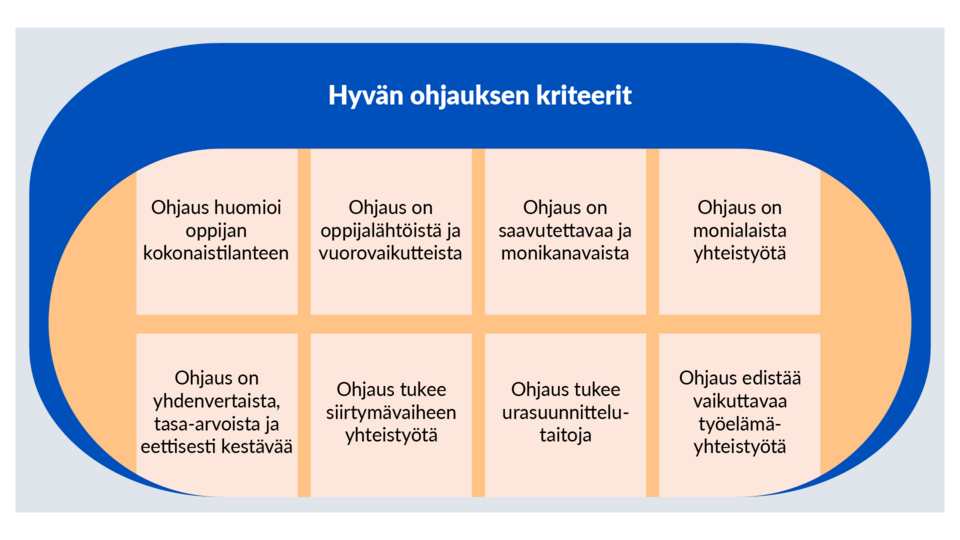 Hyvän ohjauksen kriteerit
Ohjaus huomioi
oppijan
kokonaistilanteen
Ohjaus on
oppijalähtöistä ja
vuorovaikutteista
Ohjaus on
saavutettavaa ja
monikanavaista
Ohjaus on
monialaista
yhteistyötä
Ohjaus on
yhdenvertaista,
tasa-arvoista ja
eettisesti kestävää
Ohjaus tukee
siirtymävaiheen
yhteistyötä
Ohjaus tukee
urasuunnittelu-
taitoja
Ohjaus edistää
vaikuttavaa
työelämä-
yhteistyötä